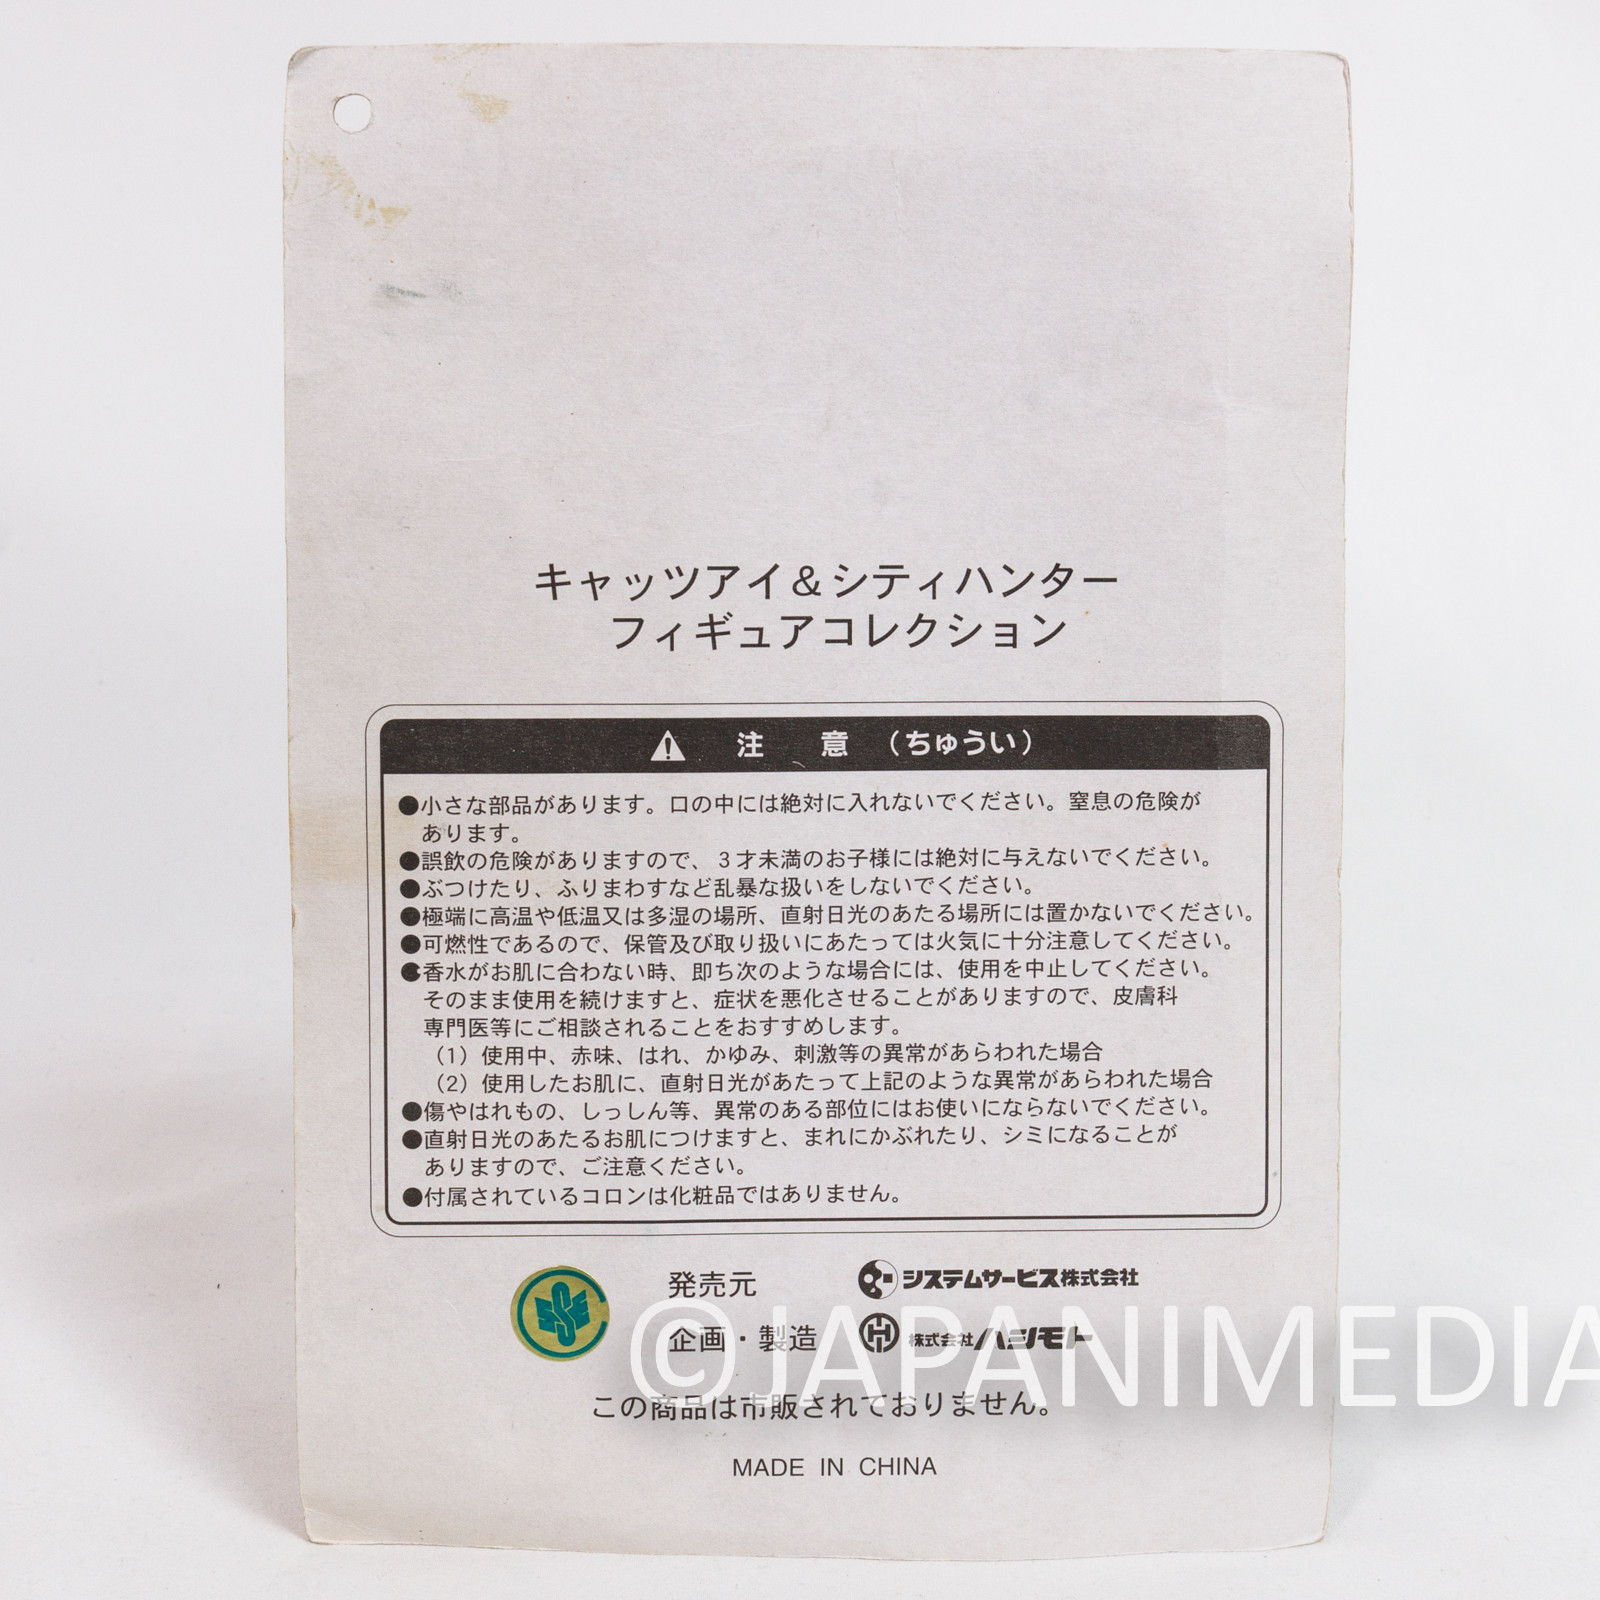 キャッツアイ&シティハンター
フィギュアコレクション
注 意 (ちゅうい)
●小さな部品があります。口の中には絶対に入れないでください。窒息の危険が
あります。
●誤飲の危険がありますので、3才未満のお子様には絶対に与えないでください。
●ぶつけたり、ふりまわすなど乱暴な扱いをしないでください。
●極端に高温や低温又は多湿の場所、直射日光のあたる場所には置かないでください。
●可燃性であるので、保管及び取り扱いにあたっては火気に十分注意してください。
●香水がお肌に合わない時、即ち次のような場合には、使用を中止してください。
そのまま使用を続けますと、症状を悪化させることがありますので、皮膚科
専門医等にご相談されることをおすすめします。
(1)使用中、赤味、はれ、かゆみ、刺激等の異常があらわれた場合
(2)使用したお肌に、直射日光があたって上記のような異常があらわれた場合
●傷やはれもの、しっしん等、異常のある部位にはお使いにならないでください。
●直射日光のあたるお肌につけますと、まれにかぶれたり、シミになることが
ありますので、ご注意ください。
●付属されているコロンは化粧品ではありません。
発売元 システムサービス株式会社
企画・製造 株式会社ハシモト
©JAPANIMEDIA
この商品は市販されておりません。
MADE IN CHINA